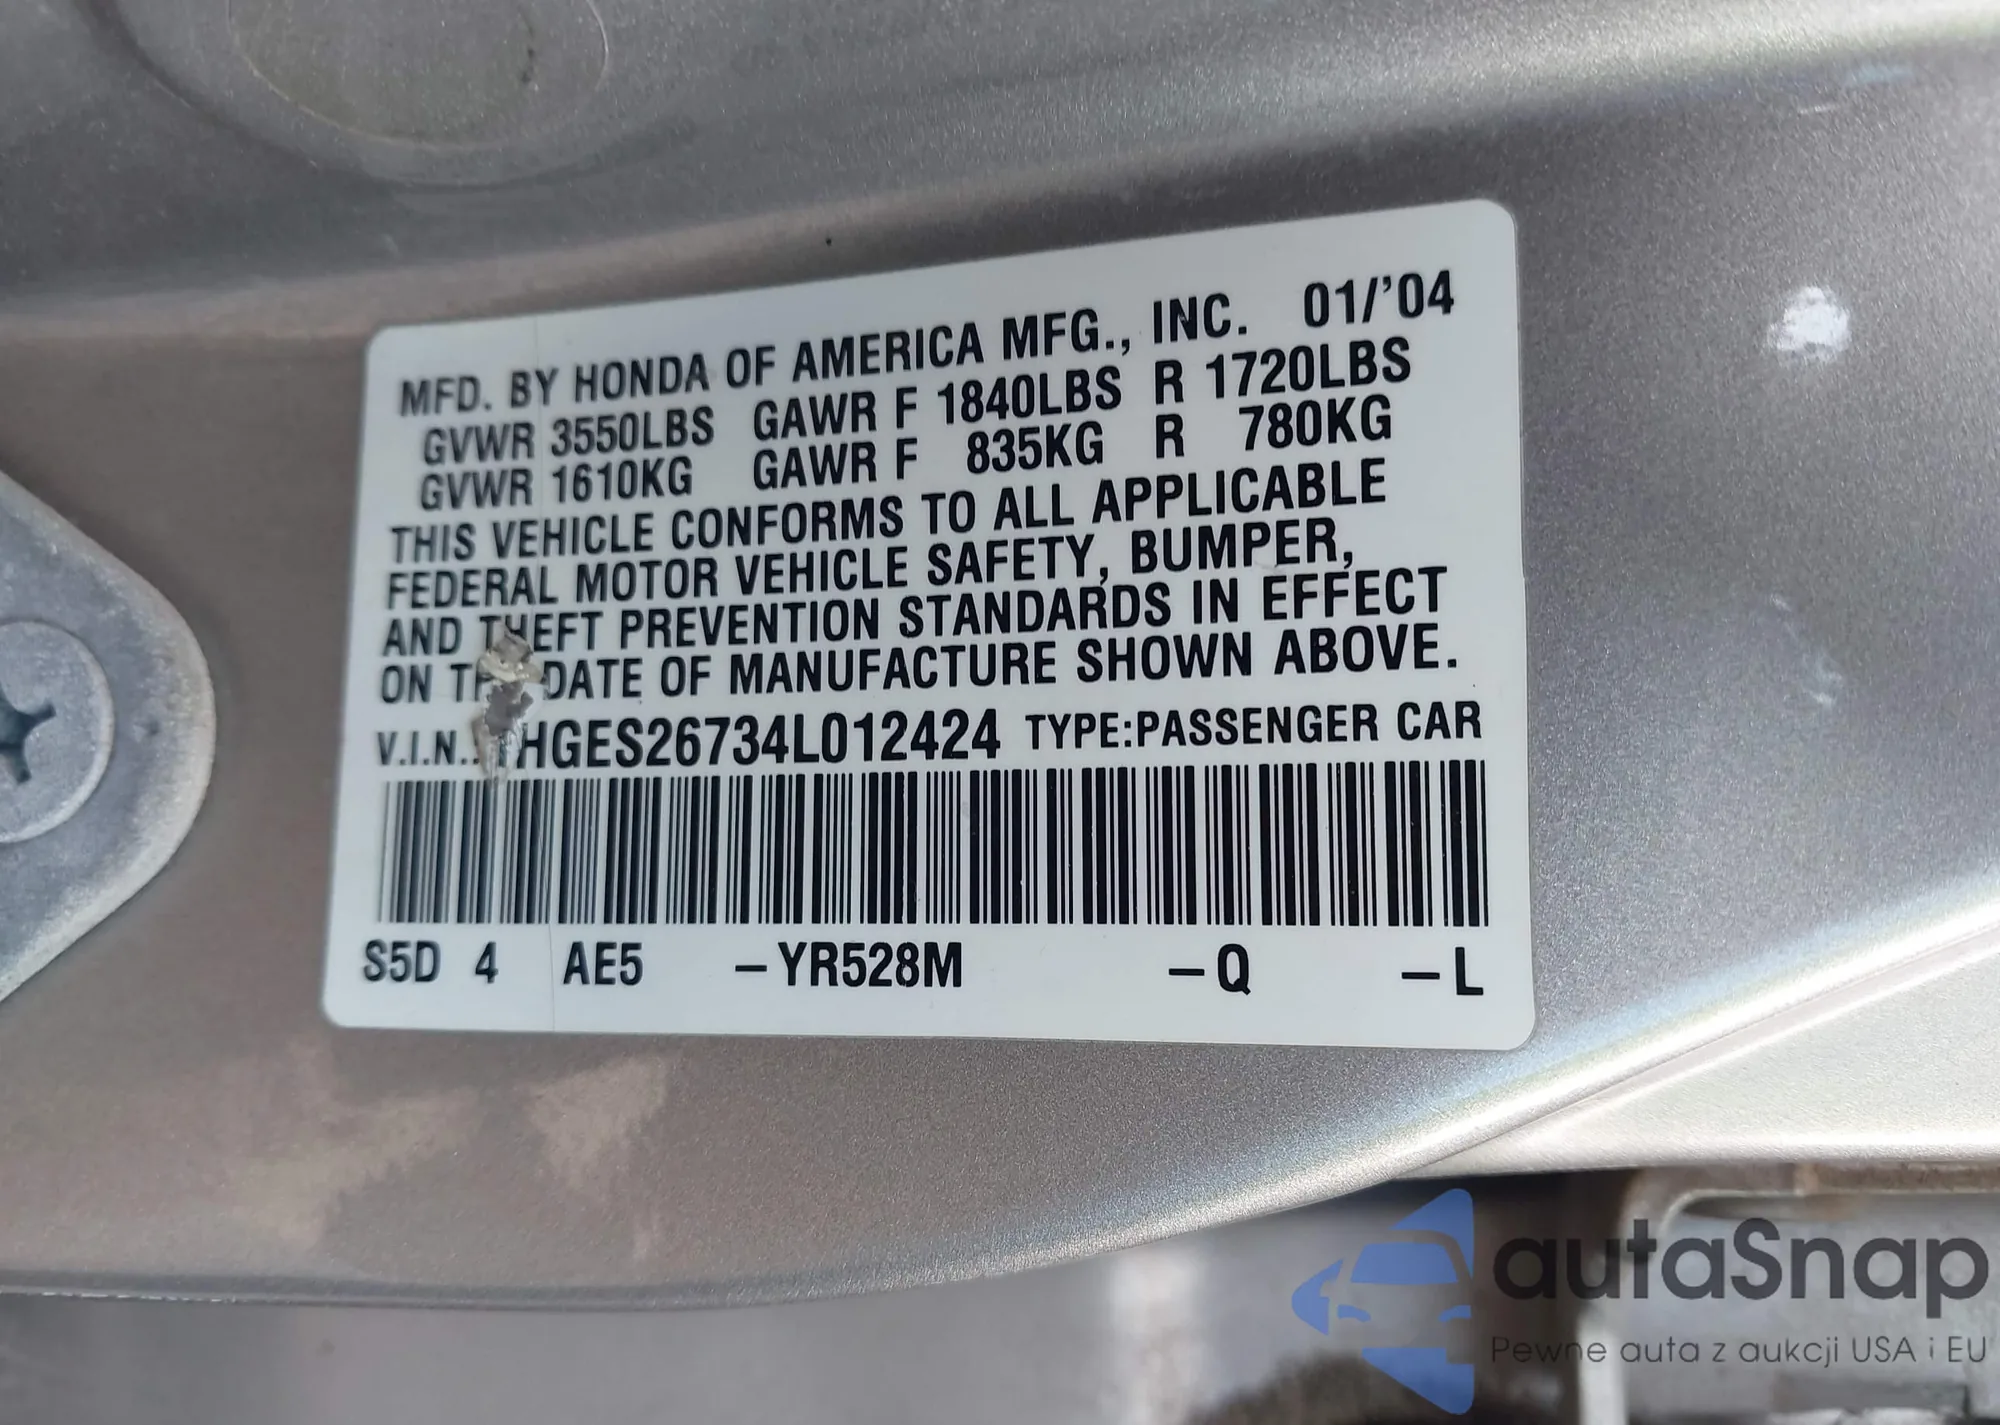 MFD. BY HONDA OF AMERICA MFG., INC. 01/'04
GVWR 3550LBS GAWR F 1840LBS R 1720LBS
GVWR 1610KG GAWR F 835KG R 780KG
THIS VEHICLE CONFORMS TO ALL APPLICABLE
FEDERAL MOTOR VEHICLE SAFETY, BUMPER,
AND THEFT PREVENTION STANDARDS IN EFFECT
ON DATE OF MANUFACTURE SHOWN ABOVE.
V.I.N.: HGES26734L012424 TYPE:PASSENGER CAR
S5D 4 AE5 –YR528M –Q –L
autaSnap
Pewne auta z aukcji USA i EU